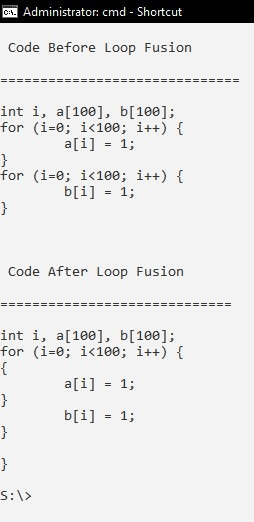 Administrator: cmd - Shortcut
Code Before Loop Fusion
==============================
int i, a[100], b[100];
for (i=0; i<100; i++) {
        a[i] = 1;
}
for (i=0; i<100; i++) {
        b[i] = 1;
}
Code After Loop Fusion
=============================
int i, a[100], b[100];
for (i=0; i<100; i++) {
{
        a[i] = 1;
}
        b[i] = 1;
}
}
S:\>